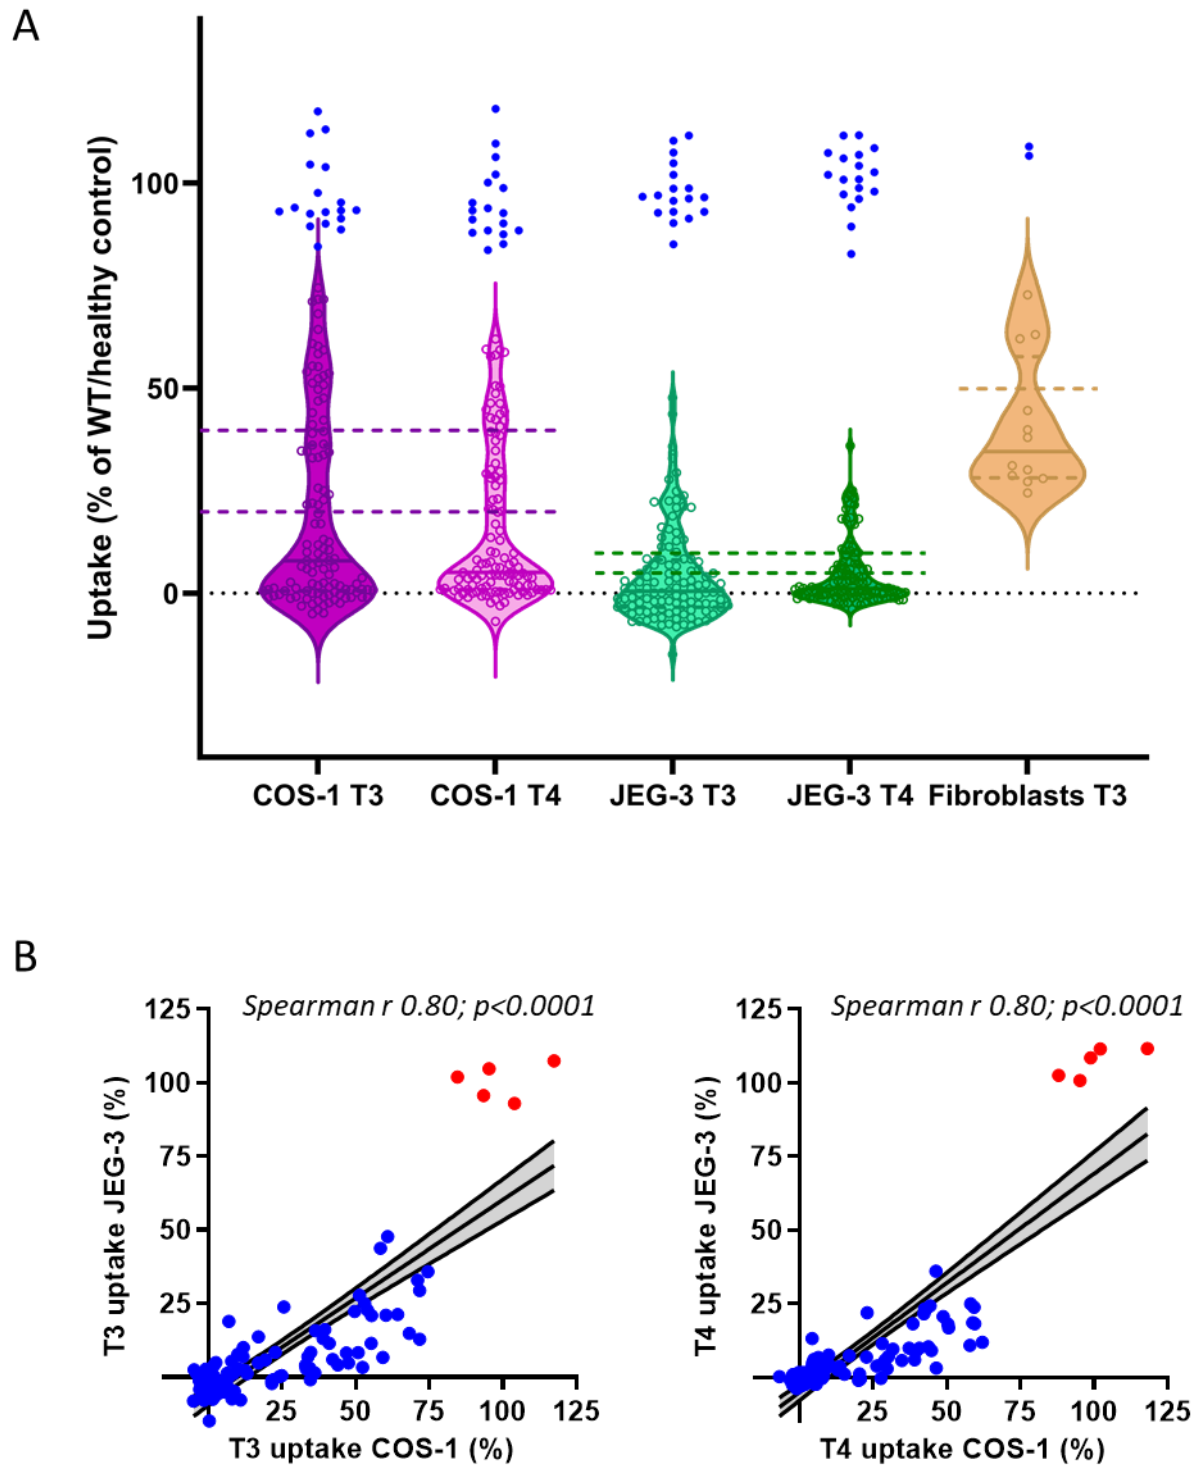 A
Uptake (% of WT/healthy control)
100
50
0
COS-1 T3
COS-1 T4
JEG-3 T3
JEG-3 T4
Fibroblasts T3
B
Spearman r 0.80; p<0.0001
T3 uptake JEG-3 (%)
125
100
75
50
25
25
50
75
100
125
T3 uptake COS-1 (%)
Spearman r 0.80; p<0.0001
T4 uptake JEG-3 (%)
125
100
75
50
25
25
50
75
100
125
T4 uptake COS-1 (%)